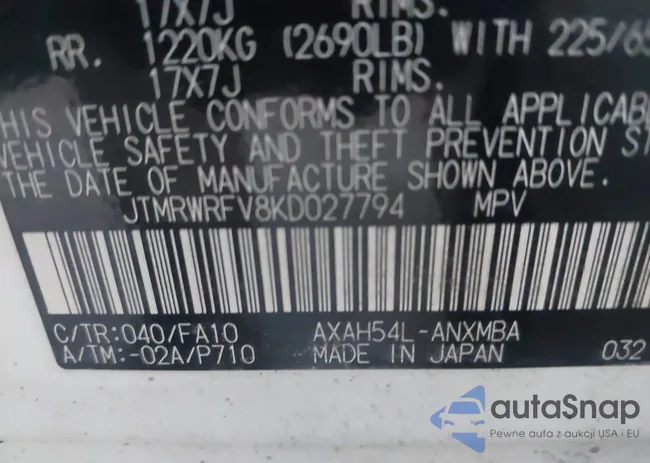 17X7J RIMS.
RR. 1220KG (2690LB) WITH 225/65
17X7J RIMS.
HIS VEHICLE CONFORMS TO ALL APPLICAB
VEHICLE SAFETY AND THEFT PREVENTION ST
THE DATE OF MANUFACTURE SHOWN ABOVE.
JTMRWRFV8KD027794 MPV
C/TR:040/FA10 AXAH54L-ANXMBA
A/TM:-02A/P710 MADE IN JAPAN 032
autaSnap
Pewne auta z aukcji USA i EU